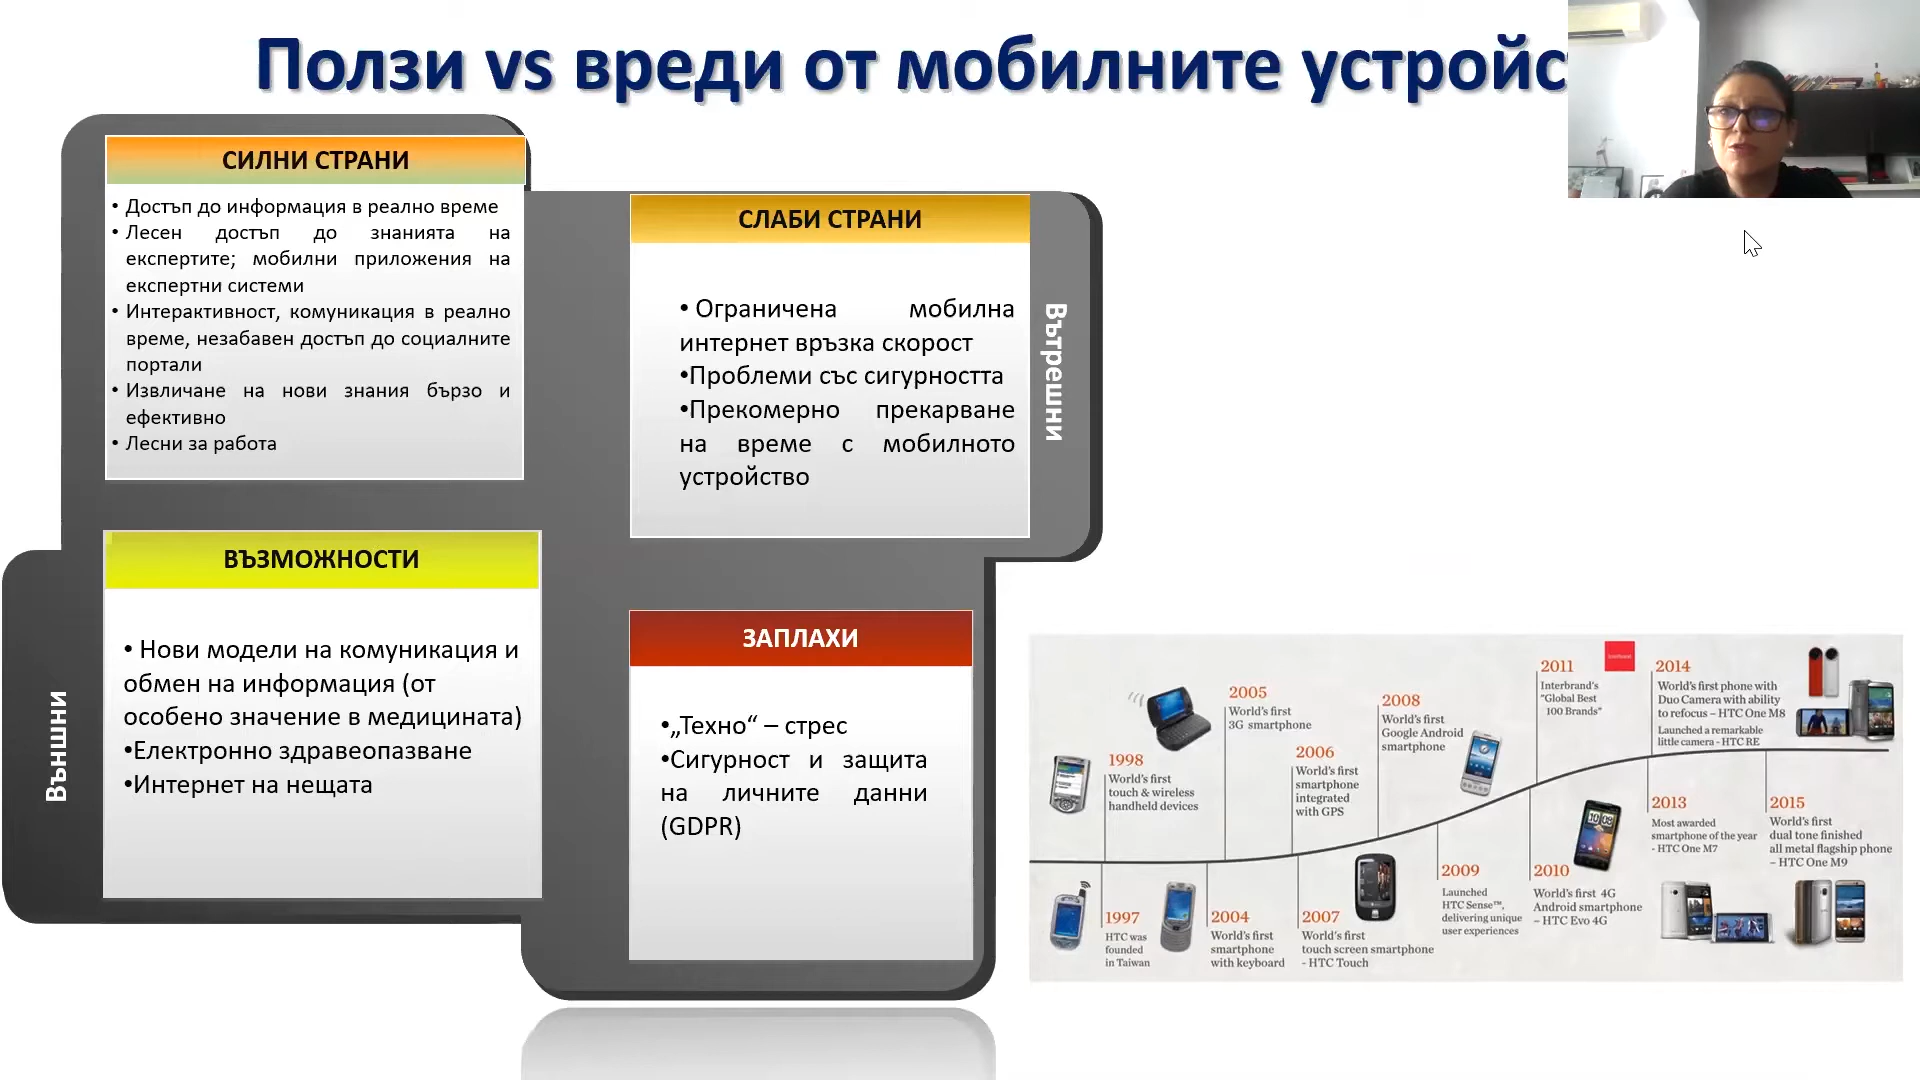 Ползи vs вреди от мобилните
СИЛНИ СТРАНИ
• Достъп до информация в реално време
• Лесен достъп до знанията на
експертите; мобилни приложения на
експертни системи
• Интерактивност, комуникация в реално
време, незабавен достъп до социалните
портали
• Извличане на нови знания бързо и
ефективно
• Лесни за работа
СЛАБИ СТРАНИ
• Ограничена мобилна
интернет връзка скорост
•Проблеми със сигурността
•Прекомерно прекарване
на време с мобилното
устройство
Вътрешни
ВЪЗМОЖНОСТИ
• Нови модели на комуникация и
обмен на информация (от
особено значение в медицината)
•Електронно здравеопазване
•Интернет на нещата
Външни
ЗАПЛАХИ
•„Техно“ – стрес
•Сигурност и защита
на личните данни
(GDPR)
1998
World's first
touch & wireless
handheld devices
2005
World's first
3G smartphone
2006
World's first
smartphone
integrated
with GPS
2008
World's first
Google Android
smartphone
2011
Interbrand's
"Global Best
100 Brands"
2014
World's first phone with
Duo Camera with ability
to refocus – HTC One M8
Launched a remarkable
little camera - HTC RE
1997
HTC was
founded
in Taiwan
2004
World's first
smartphone
with keyboard
2007
World's first
touch screen smartphone
- HTC Touch
2009
Launched
HTC Sense™,
delivering unique
user experiences
2010
World's first 4G
Android smartphone
– HTC Evo 4G
2013
Most awarded
smartphone of the year
- HTC One M7
2015
World's first
dual tone finished
all metal flagship phone
– HTC One M9